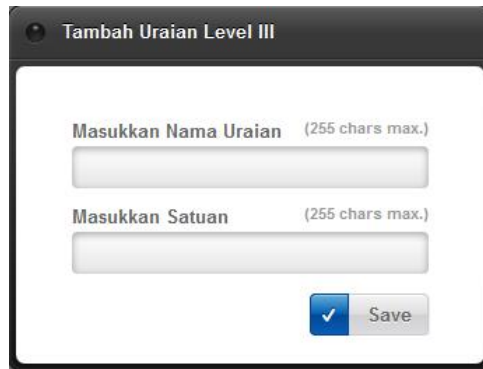 Tambah Uraian Level III
Masukkan Nama Uraian (255 chars max.)
Masukkan Satuan (255 chars max.)
Save